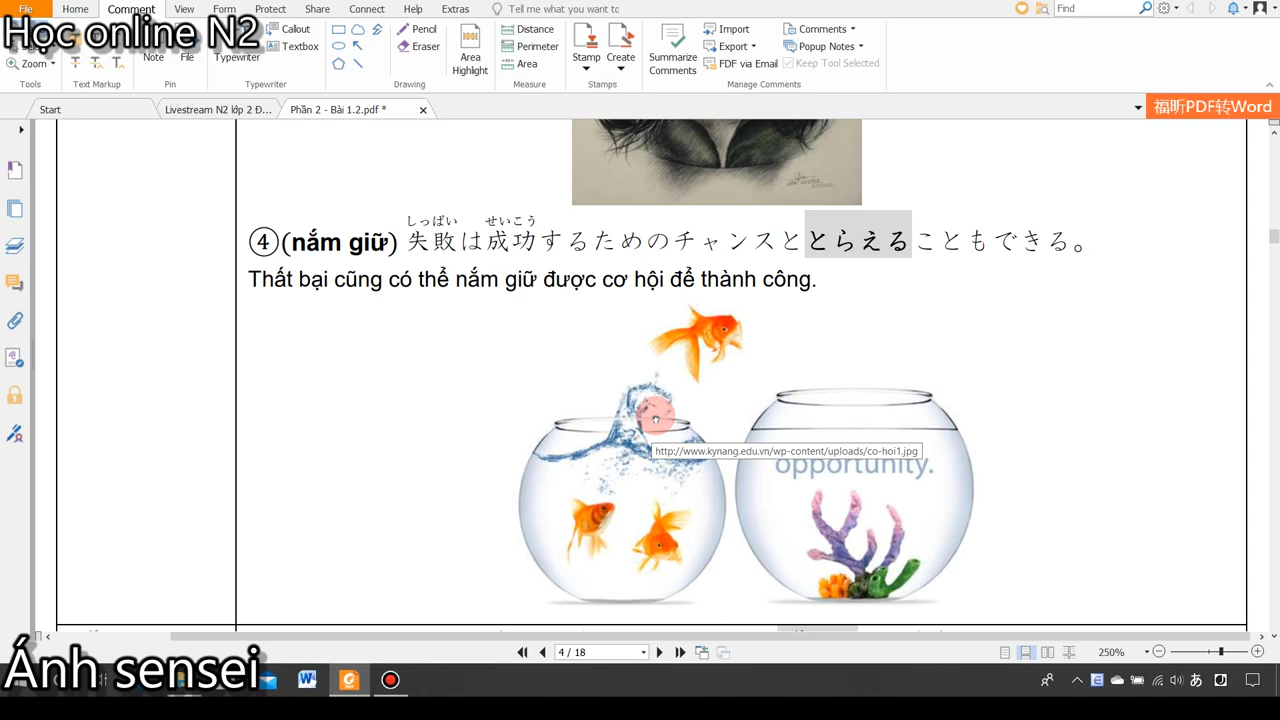 File Home Comment View Form Protect Share Connect Help Extras Tell me what you want to Find
Học online N2
Callout Pencil Distance Import Comments
Textbox Eraser Perimeter Export Popup Notes
Typewriter Area Highlight Stamp Create Summarize Comments
Zoom Note File Area FDF via Email Keep Tool Selected
Tools Text Markup Pin Typewriter Drawing Measure Stamps Manage Comments
Start Livestream N2 lớp 2 Đ... Phần 2 - Bài 1.2.pdf * 福昕PDF转Word
しっぱい せいこう
④(nắm giữ) 失敗は成功するためのチャンスととらえることもできる。
Thất bại cũng có thể nắm giữ được cơ hội để thành công.
http://www.kynang.edu.vn/wp-content/uploads/co-hoi1.jpg
opportunity.
4 / 18 250%
Ánh sensei